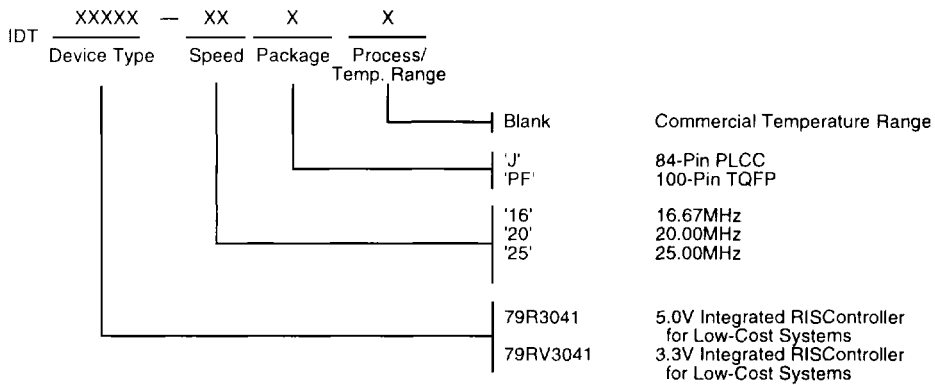 XXXXX — XX X X
IDT
Device Type Speed Package Process/
Temp. Range
Blank Commercial Temperature Range
'J' 84-Pin PLCC
'PF' 100-Pin TQFP
'16' 16.67MHz
'20' 20.00MHz
'25' 25.00MHz
79R3041 5.0V Integrated RISController
for Low-Cost Systems
79RV3041 3.3V Integrated RISController
for Low-Cost Systems